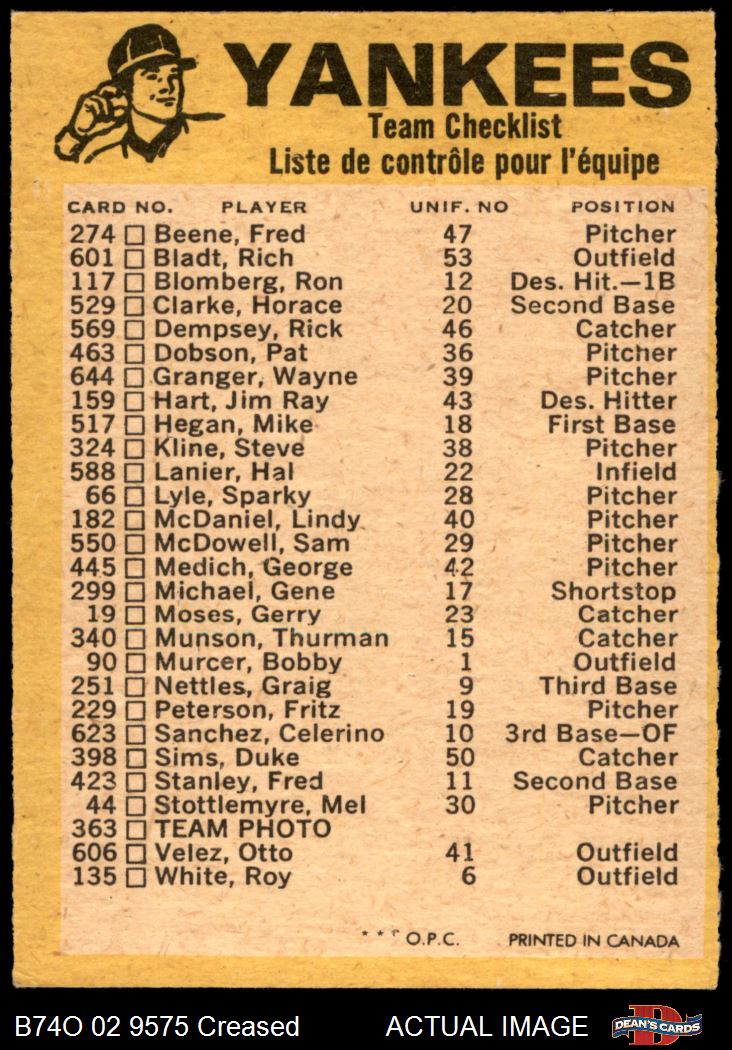 YANKEES
Team Checklist
Liste de contrôle pour l'équipe
CARD NO. PLAYER UNIF. NO POSITION
274 Beene, Fred 47 Pitcher
601 Bladt, Rich 53 Outfield
117 Blomberg, Ron 12 Des. Hit.—1B
529 Clarke, Horace 20 Second Base
569 Dempsey, Rick 46 Catcher
463 Dobson, Pat 36 Pitcher
644 Granger, Wayne 39 Pitcher
159 Hart, Jim Ray 43 Des. Hitter
517 Hegan, Mike 18 First Base
324 Kline, Steve 38 Pitcher
588 Lanier, Hal 22 Infield
66 Lyle, Sparky 28 Pitcher
182 McDaniel, Lindy 40 Pitcher
550 McDowell, Sam 29 Pitcher
445 Medich, George 42 Pitcher
299 Michael, Gene 17 Shortstop
19 Moses, Gerry 23 Catcher
340 Munson, Thurman 15 Catcher
90 Murcer, Bobby 1 Outfield
251 Nettles, Graig 9 Third Base
229 Peterson, Fritz 19 Pitcher
623 Sanchez, Celerino 10 3rd Base—OF
398 Sims, Duke 50 Catcher
423 Stanley, Fred 11 Second Base
44 Stottlemyre, Mel 30 Pitcher
363 TEAM PHOTO
606 Velez, Otto 41 Outfield
135 White, Roy 6 Outfield
* * * O.P.C. PRINTED IN CANADA
B74O 02 9575 Creased ACTUAL IMAGE DEAN'S CARDS